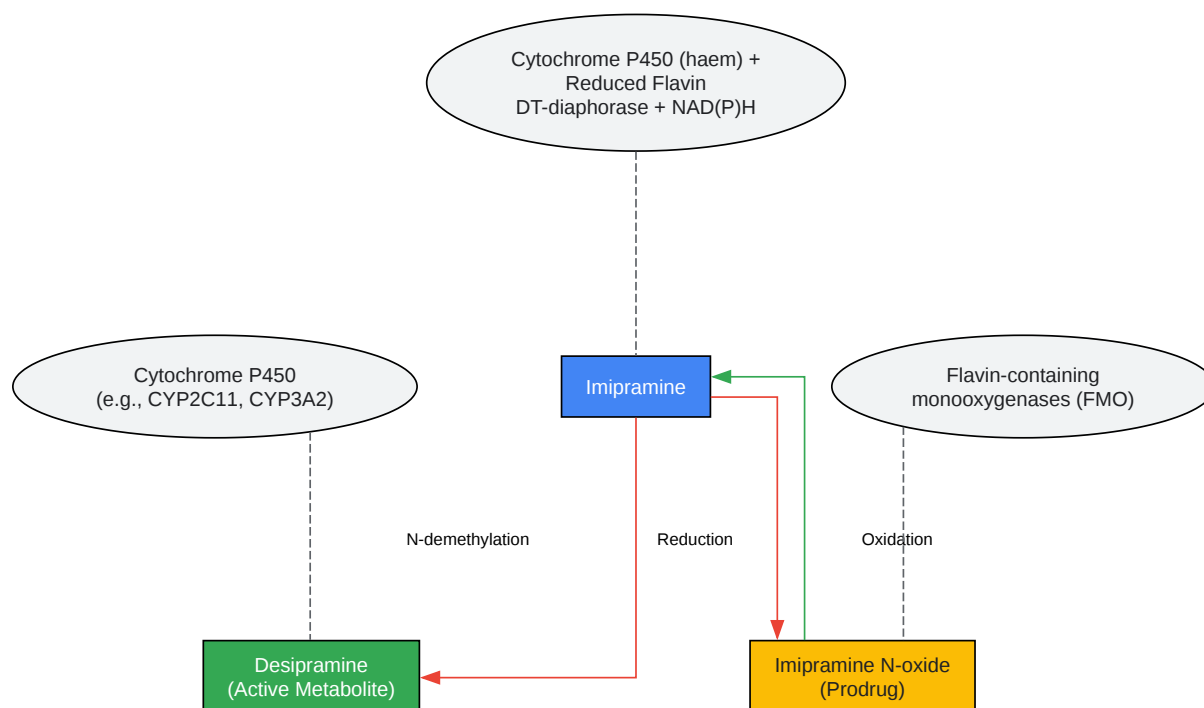 Cytochrome P450 (haem) +
Reduced Flavin
DT-diaphorase + NAD(P)H
Cytochrome P450
(e.g., CYP2C11, CYP3A2)
Imipramine
Flavin-containing
monooxygenases (FMO)
N-demethylation
Reduction
Oxidation
Desipramine
(Active Metabolite)
Imipramine N-oxide
(Prodrug)